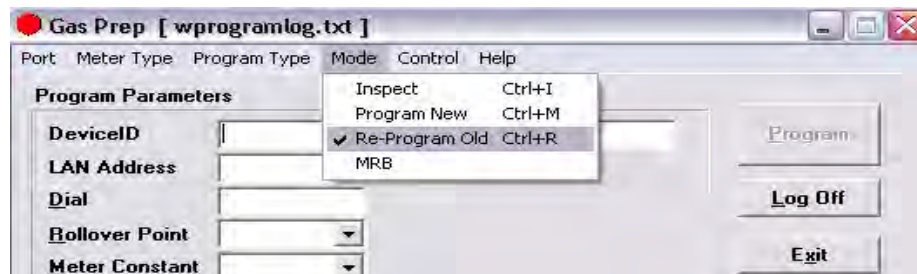 Gas Prep [ wprogramlog.txt ]
Port Meter Type Program Type Mode Control Help
Program Parameters
Inspect Ctrl+I
Program New Ctrl+M
Re-Program Old Ctrl+R
MRB
DeviceID
LAN Address
Dial
Rollover Point
Meter Constant
Program
Log Off
Exit